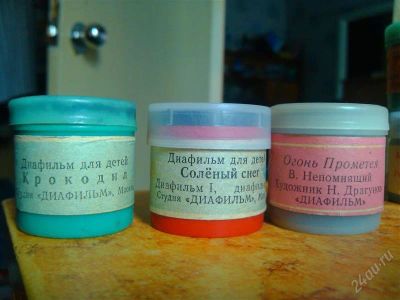 Диафильм для детей
Крокодил
Студия «ДИАФИЛЬМ»,
Диафильм для
Солёный снег
Диафильм I,
Студия «ДИАФИЛЬМ»,
Огонь Прометея
В. Непомнящий
Художник Н. Драгунов
«ДИАФИЛЬМ»
24au.ru